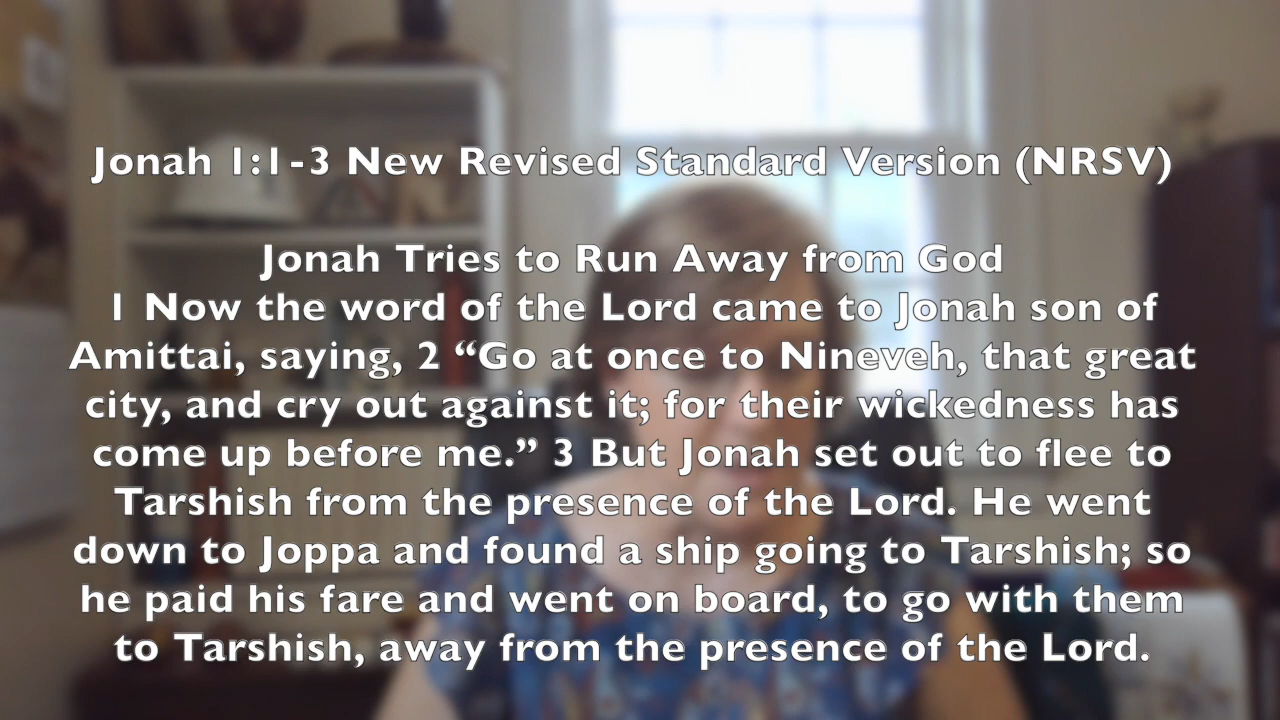 Jonah 1:1-3 New Revised Standard Version (NRSV)
Jonah Tries to Run Away from God
1 Now the word of the Lord came to Jonah son of
Amittai, saying, 2 “Go at once to Nineveh, that great
city, and cry out against it; for their wickedness has
come up before me.” 3 But Jonah set out to flee to
Tarshish from the presence of the Lord. He went
down to Joppa and found a ship going to Tarshish; so
he paid his fare and went on board, to go with them
to Tarshish, away from the presence of the Lord.